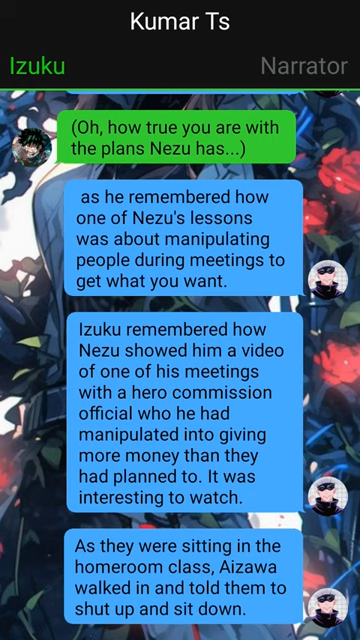 Kumar Ts
Izuku
Narrator
(Oh, how true you are with
the plans Nezu has...)
as he remembered how
one of Nezu's lessons
was about manipulating
people during meetings to
get what you want.
Izuku remembered how
Nezu showed him a video
of one of his meetings
with a hero commission
official who he had
manipulated into giving
more money than they
had planned to. It was
interesting to watch.
As they were sitting in the
homeroom class, Aizawa
walked in and told them to
shut up and sit down.